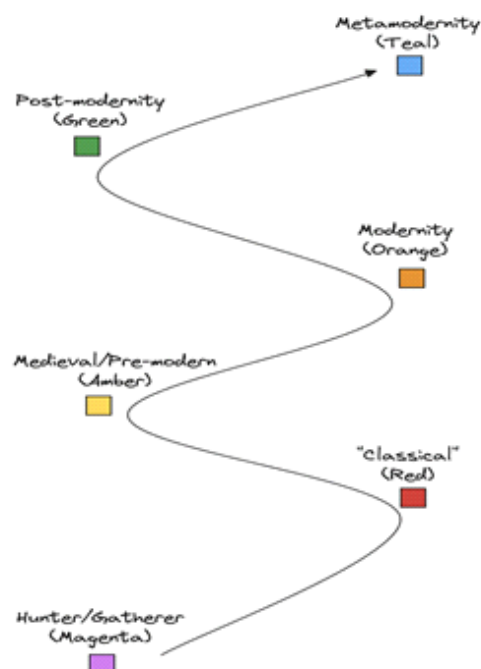 Metamodernity
(Teal)
Post-modernity
(Green)
Modernity
(Orange)
Medieval/Pre-modern
(Amber)
"Classical"
(Red)
Hunter/Gatherer
(Magenta)